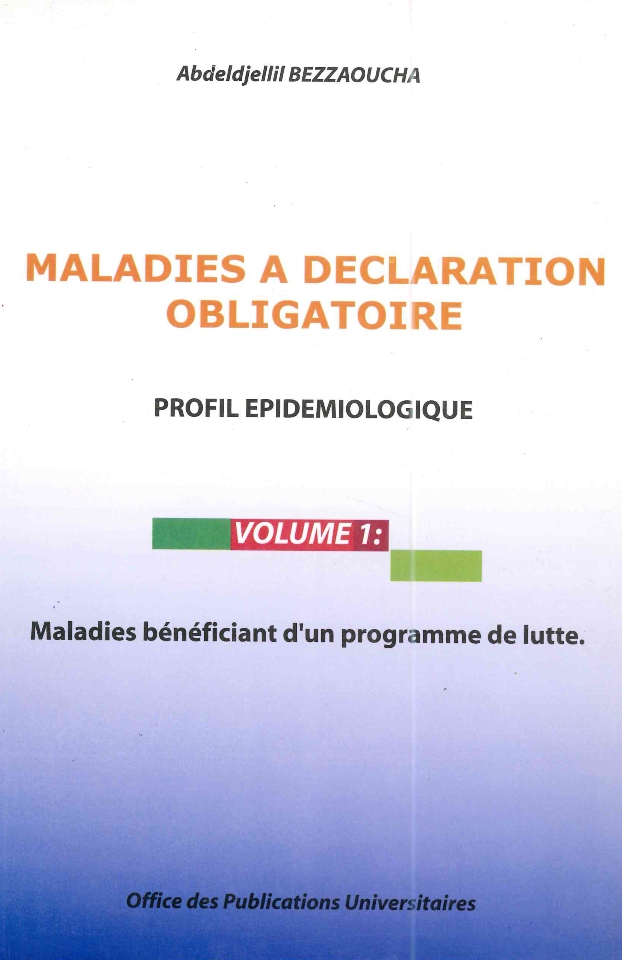 Abdeldjellil BEZZAOUCHA
MALADIES A DECLARATION
OBLIGATOIRE
PROFIL EPIDEMIOLOGIQUE
VOLUME 1:
Maladies bénéficiant d'un programme de lutte.
Office des Publications Universitaires